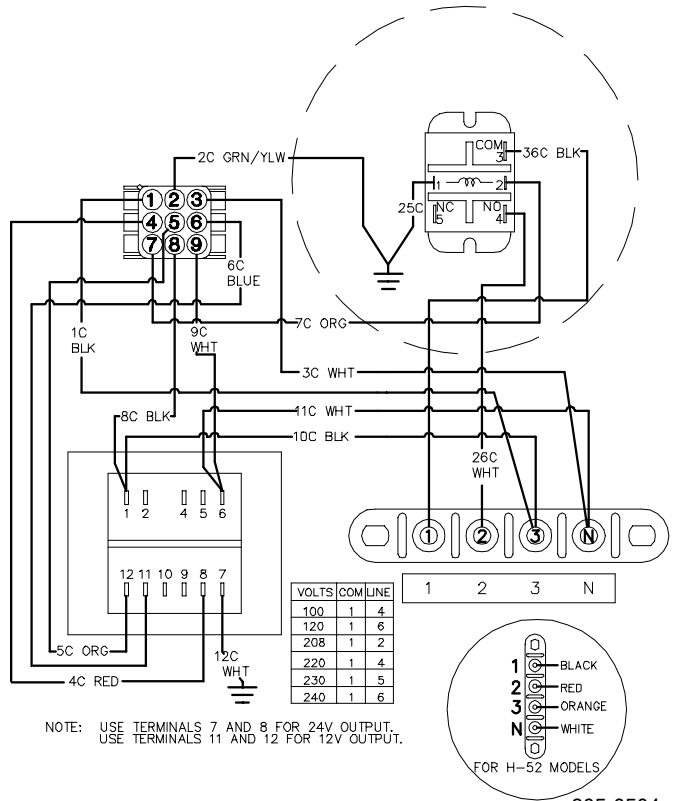 COM
3
2C GRN/YLW
36C BLK
1 2 3
1 2
4 5 6
25C
NC
5
NO
4
7 8 9
6C
BLUE
7C ORG
1C
BLK
9C
WHT
3C WHT
8C BLK
11C WHT
10C BLK
26C
WHT
1 2 4 5 6
1 2 3 N
12 11 10 9 8 7
1 2 3 N
VOLTS COM LINE
100 1 4
120 1 6
208 1 2
220 1 4
230 1 5
240 1 6
5C ORG
12C
WHT
4C RED
1 BLACK
2 RED
3 ORANGE
N WHITE
FOR H-52 MODELS
NOTE: USE TERMINALS 7 AND 8 FOR 24V OUTPUT.
USE TERMINALS 11 AND 12 FOR 12V OUTPUT.